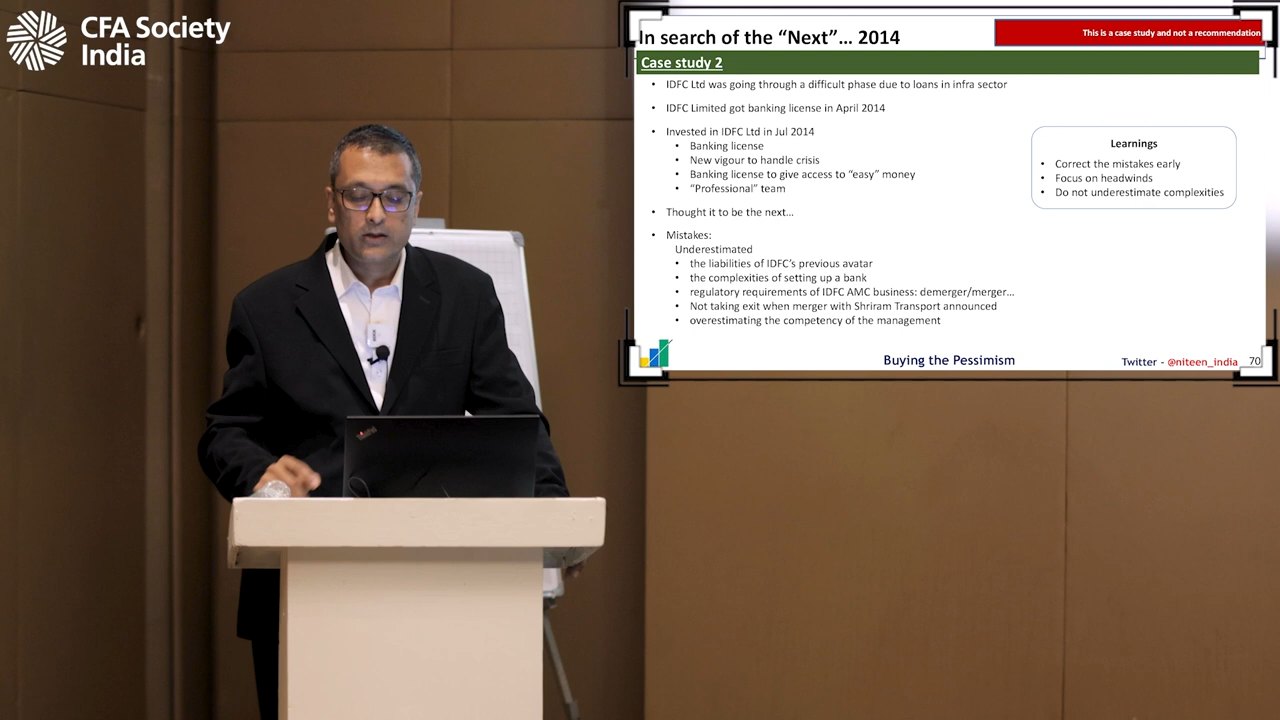 CFA Society
India
In search of the “Next”... 2014
This is a case study and not a recommendation
Case study 2
• IDFC Ltd was going through a difficult phase due to loans in infra sector
• IDFC Limited got banking license in April 2014
• Invested in IDFC Ltd in Jul 2014
• Banking license
• New vigour to handle crisis
• Banking license to give access to “easy” money
• “Professional” team
• Thought it to be the next...
• Mistakes:
Underestimated
• the liabilities of IDFC’s previous avatar
• the complexities of setting up a bank
• regulatory requirements of IDFC AMC business: demerger/merger...
• Not taking exit when merger with Shriram Transport announced
• overestimating the competency of the management
Learnings
• Correct the mistakes early
• Focus on headwinds
• Do not underestimate complexities
Buying the Pessimism
Twitter - @niteen_india
70